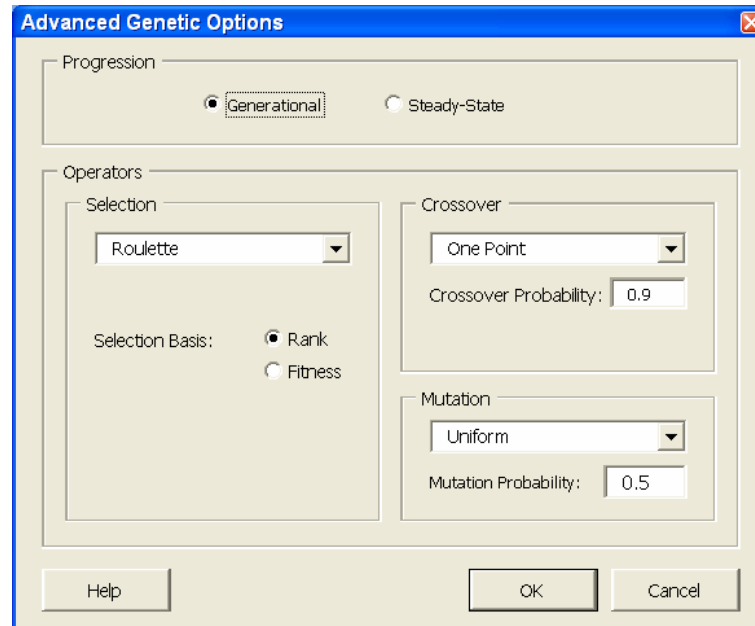 Advanced Genetic Options
Progression
Generational Steady-State
Operators
Selection
Roulette
Selection Basis: Rank
Fitness
Crossover
One Point
Crossover Probability: 0.9
Mutation
Uniform
Mutation Probability: 0.5
Help OK Cancel